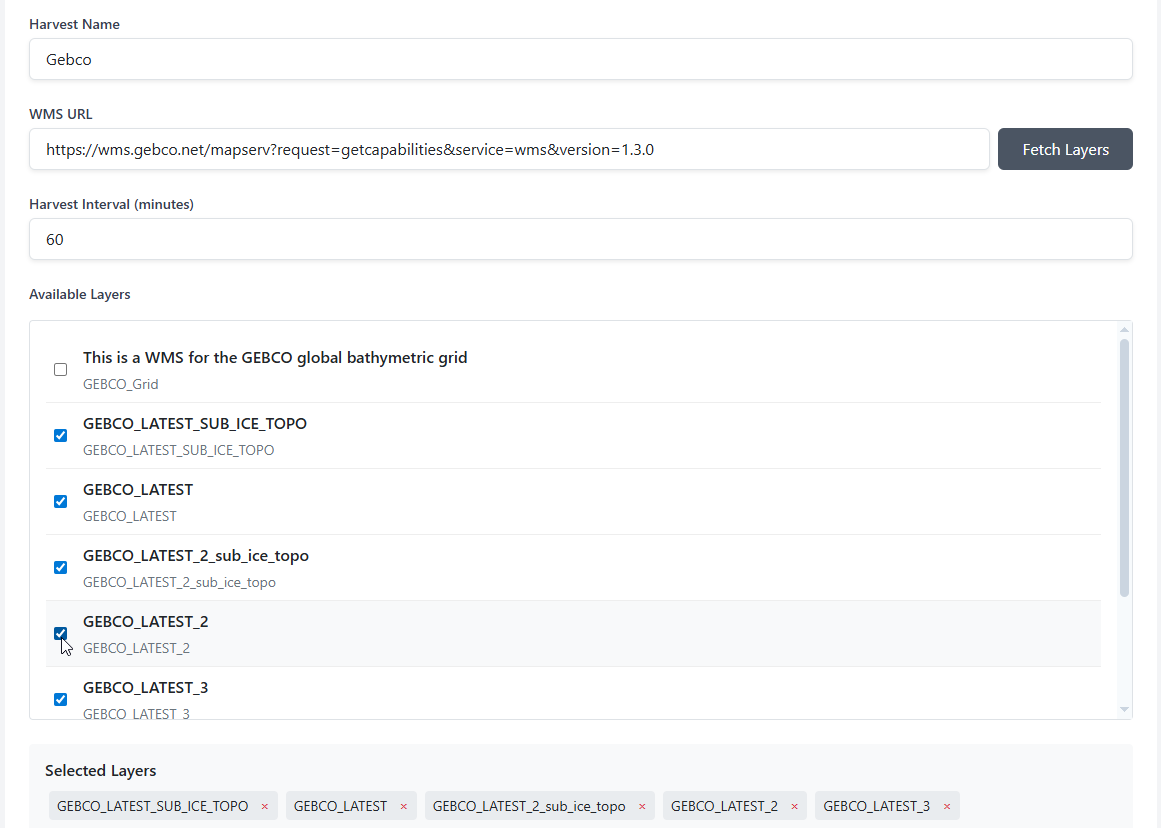 Harvest Name
Gebco
WMS URL
https://wms.gebco.net/mapserv?request=getcapabilities&service=wms&version=1.3.0
Fetch Layers
Harvest Interval (minutes)
60
Available Layers
This is a WMS for the GEBCO global bathymetric grid
GEBCO_Grid
GEBCO_LATEST_SUB_ICE_TOPO
GEBCO_LATEST_SUB_ICE_TOPO
GEBCO_LATEST
GEBCO_LATEST
GEBCO_LATEST_2_sub_ice_topo
GEBCO_LATEST_2_sub_ice_topo
GEBCO_LATEST_2
GEBCO_LATEST_2
GEBCO_LATEST_3
GEBCO_LATEST_3
Selected Layers
GEBCO_LATEST_SUB_ICE_TOPO × GEBCO_LATEST × GEBCO_LATEST_2_sub_ice_topo × GEBCO_LATEST_2 × GEBCO_LATEST_3 ×